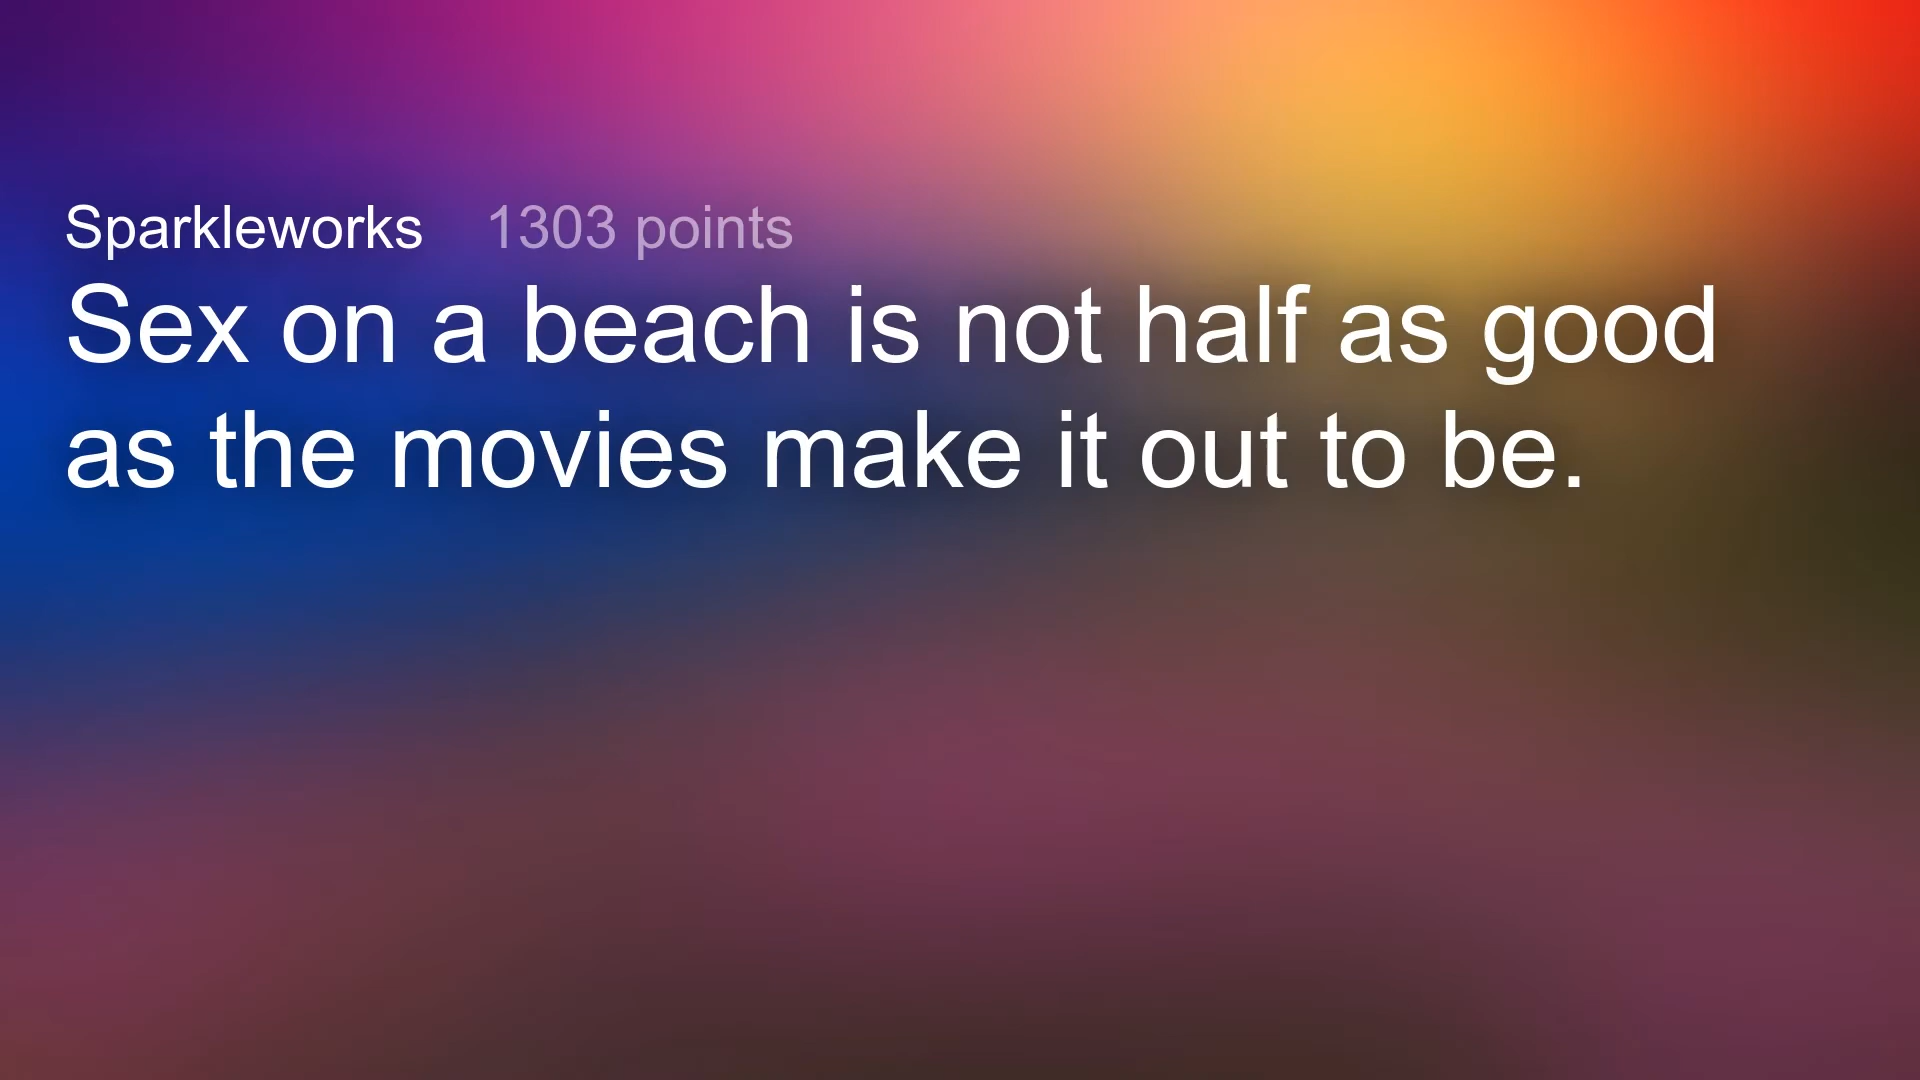 Sparkleworks 1303 points
Sex on a beach is not half as good
as the movies make it out to be.